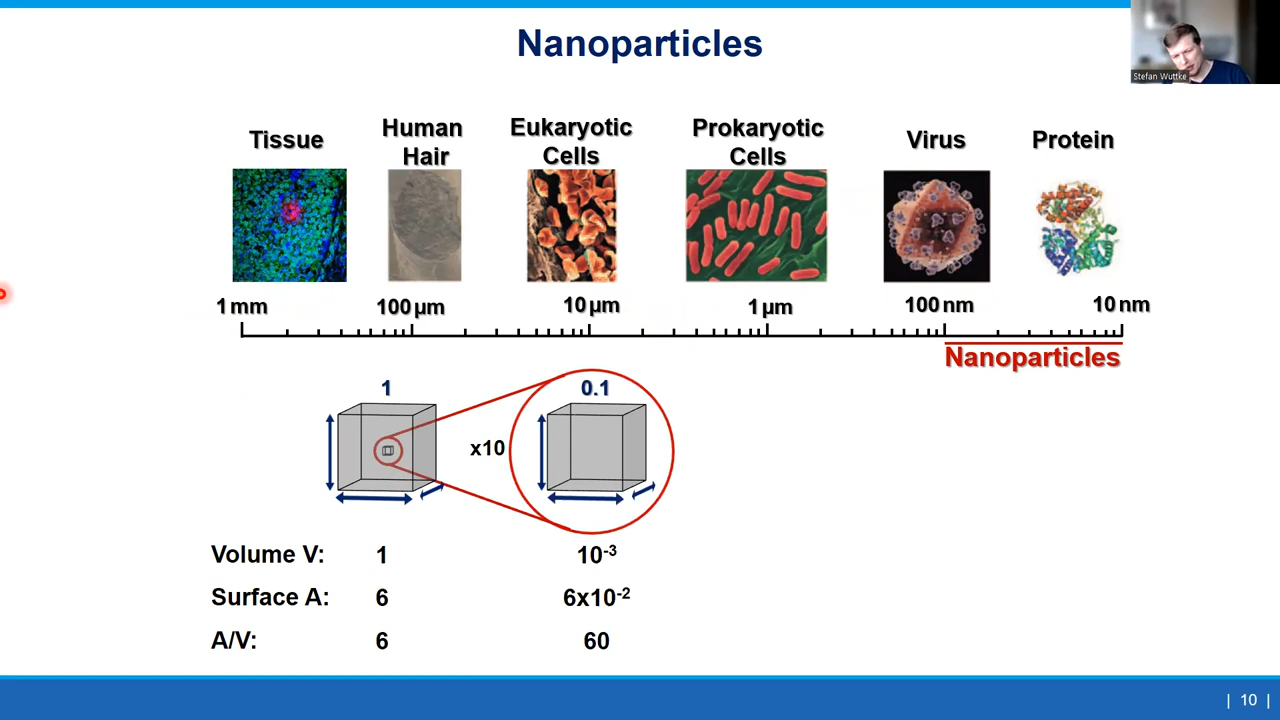 Nanoparticles
Stefan Wuttke
Tissue
Human
Hair
Eukaryotic
Cells
Prokaryotic
Cells
Virus
Protein
1 mm
100 µm
10 µm
1 µm
100 nm
10 nm
Nanoparticles
1
0.1
x10
Volume V: 1 10⁻³
Surface A: 6 6x10⁻²
A/V: 6 60
| 10 |